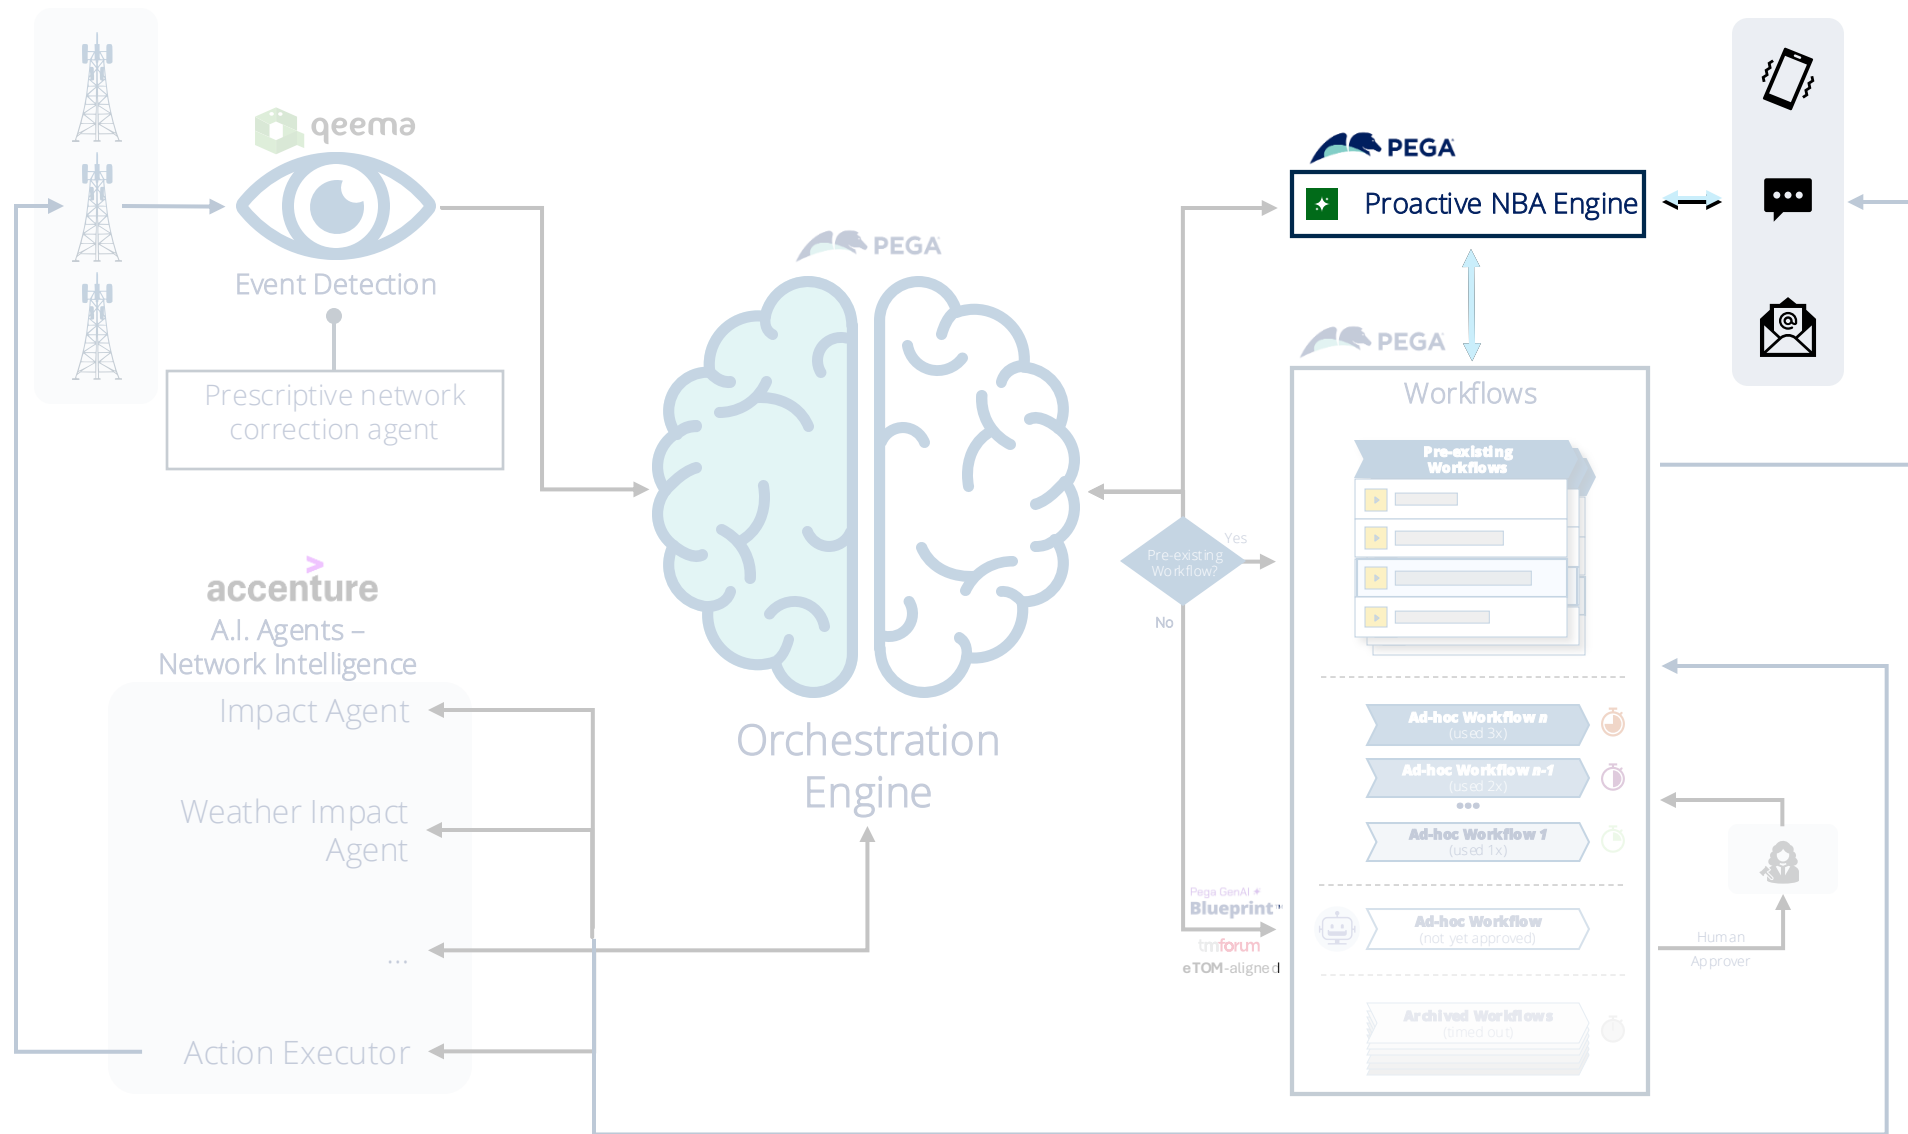 qeema
Event Detection
Prescriptive network
correction agent
>
accenture
A.I. Agents –
Network Intelligence
Impact Agent
Weather Impact
Agent
...
Action Executor
PEGA
Orchestration
Engine
Pre-existing
Workflow?
Yes
No
Pega GenAI
Blueprint™
tmforum
eTOM-aligned
PEGA
Proactive NBA Engine
PEGA
Workflows
Pre-existing
Workflows
Ad-hoc Workflow n
(used 3x)
Ad-hoc Workflow n-1
(used 2x)
Ad-hoc Workflow 1
(used 1x)
Ad-hoc Workflow
(not yet approved)
Archived Workflows
(timed out)
Human
Approver
@